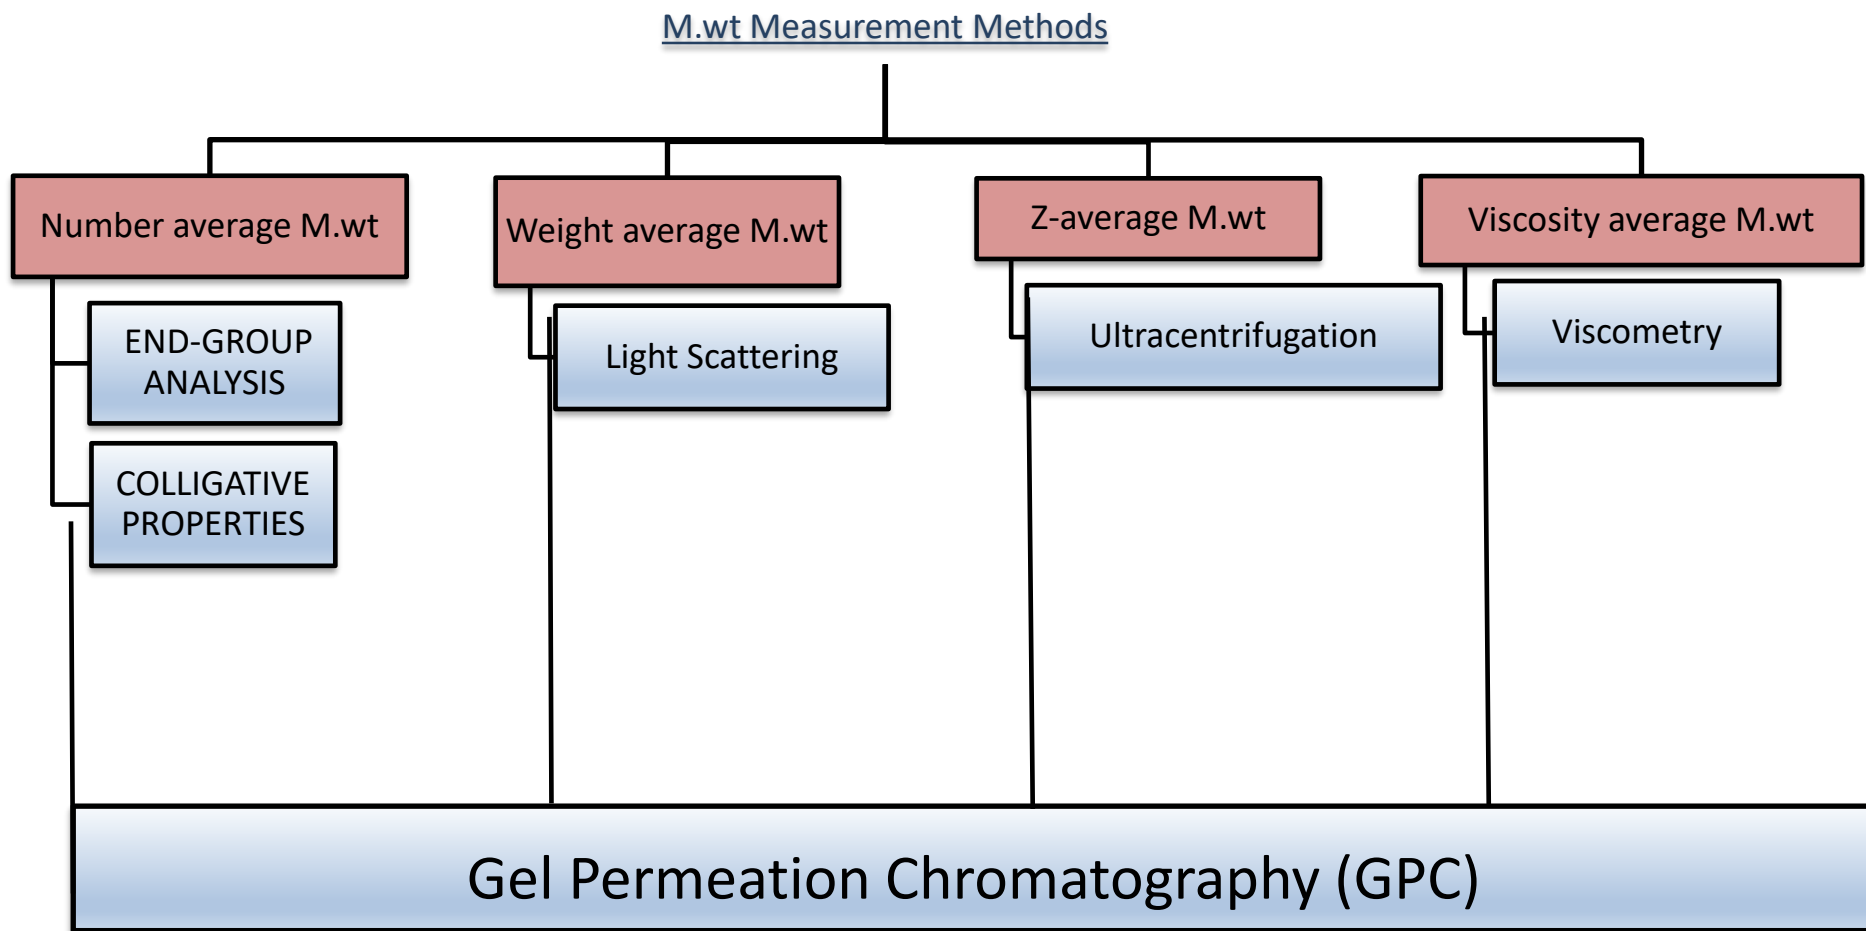 M.wt Measurement Methods
Number average M.wt
END-GROUP
ANALYSIS
COLLIGATIVE
PROPERTIES
Weight average M.wt
Light Scattering
Z-average M.wt
Ultracentrifugation
Viscosity average M.wt
Viscometry
Gel Permeation Chromatography (GPC)